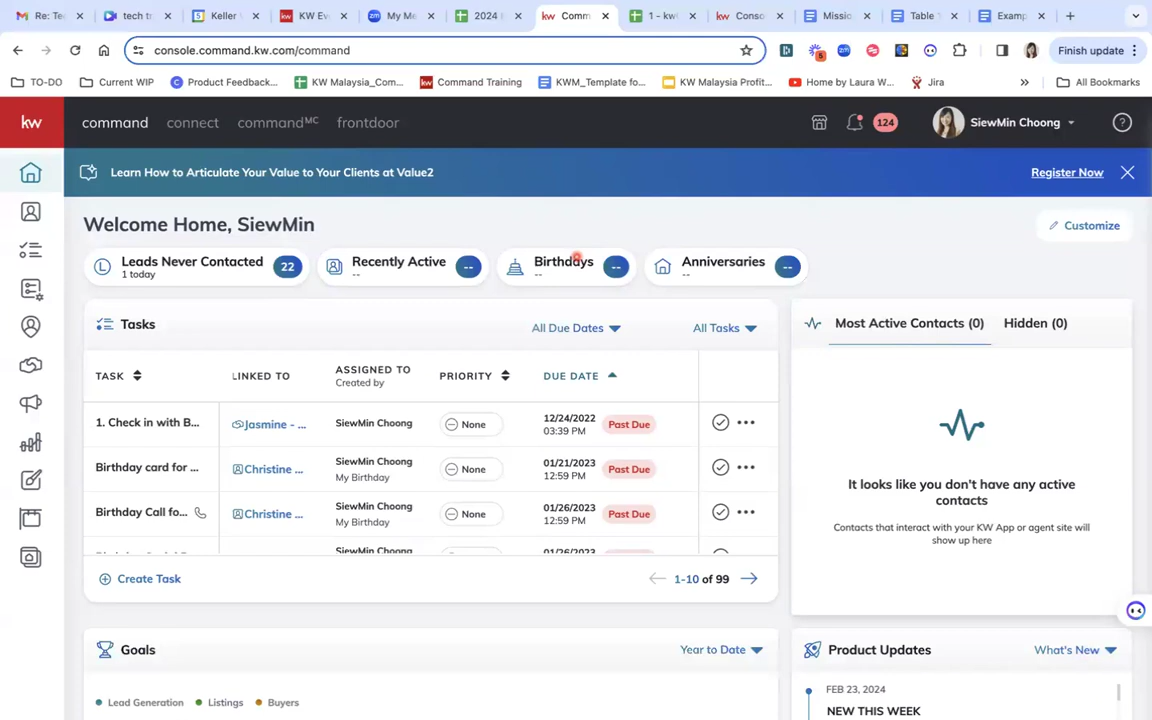 Re: Tec
tech tr
Keller
KW Ev
My Me
2024
Comm
1 - kw
Conso
Missio
Table
Examp
console.command.kw.com/command
5
Finish update
TO-DO
Current WIP
Product Feedback...
KW Malaysia_Com...
Command Training
KWM_Template fo...
KW Malaysia Profit...
Home by Laura W...
Jira
All Bookmarks
kw
command
connect
commandMC
frontdoor
124
SiewMin Choong
Learn How to Articulate Your Value to Your Clients at Value2
Register Now
Welcome Home, SiewMin
Customize
L
Leads Never Contacted
1 today
22
Recently Active
--
--
Birthdays
--
--
Anniversaries
--
--
Tasks
All Due Dates
All Tasks
TASK
LINKED TO
ASSIGNED TO
Created by
PRIORITY
DUE DATE
1. Check in with B...
Jasmine - ...
SiewMin Choong
None
12/24/2022
03:39 PM
Past Due
Birthday card for ...
Christine ...
SiewMin Choong
My Birthday
None
01/21/2023
12:59 PM
Past Due
Birthday Call fo...
Christine ...
SiewMin Choong
My Birthday
None
01/26/2023
12:59 PM
Past Due
SiewMin Choong
01/26/2023
Create Task
1-10 of 99
Most Active Contacts (0)
Hidden (0)
It looks like you don't have any active
contacts
Contacts that interact with your KW App or agent site will
show up here
Goals
Year to Date
Lead Generation
Listings
Buyers
Product Updates
What's New
FEB 23, 2024
NEW THIS WEEK